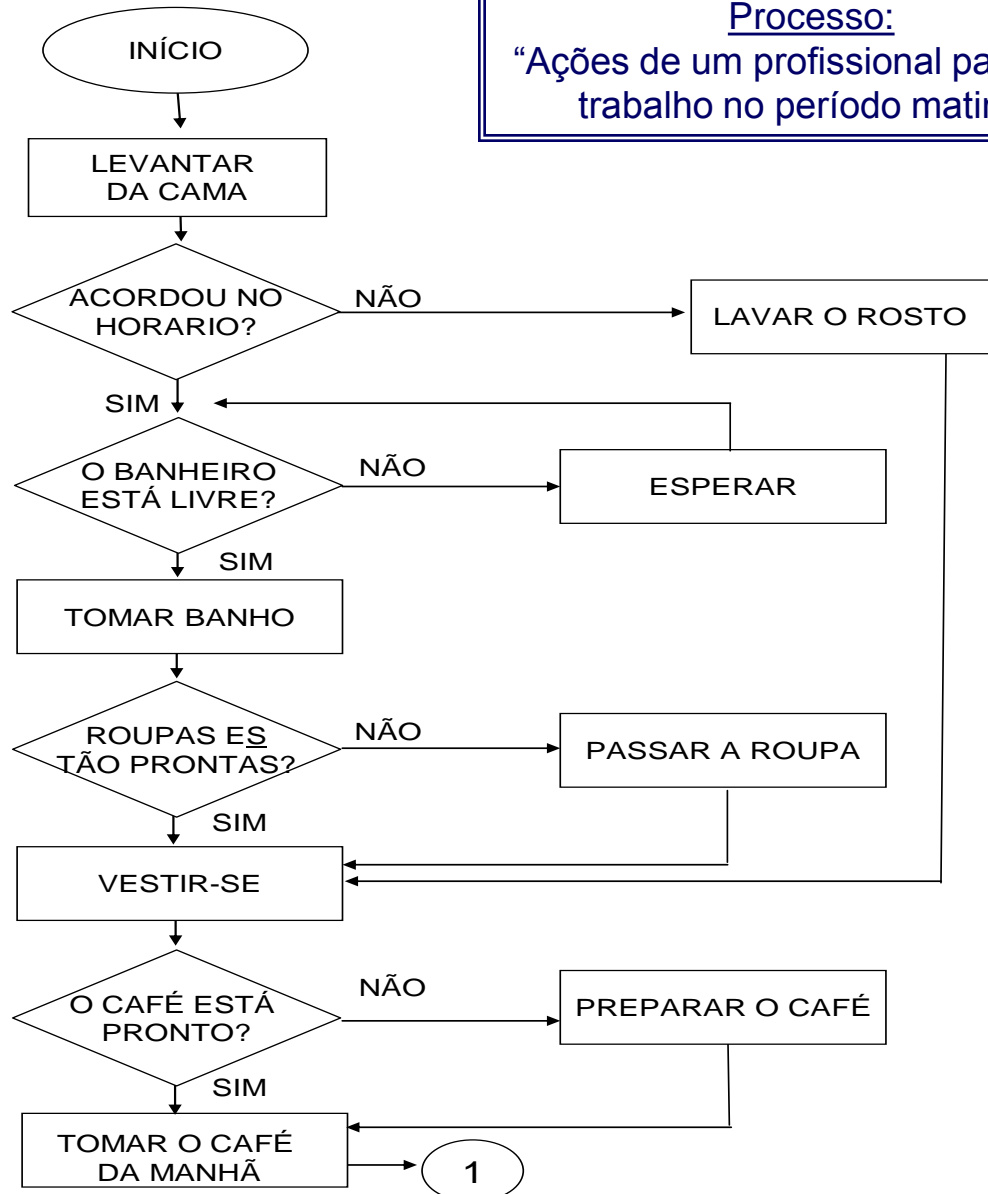 INÍCIO
Processo:
“Ações de um profissional pa
trabalho no período mati
LEVANTAR
DA CAMA
ACORDOU NO
HORARIO?
NÃO
LAVAR O ROSTO
SIM
O BANHEIRO
ESTÁ LIVRE?
NÃO
ESPERAR
SIM
TOMAR BANHO
ROUPAS ES
TÃO PRONTAS?
NÃO
PASSAR A ROUPA
SIM
VESTIR-SE
O CAFÉ ESTÁ
PRONTO?
NÃO
PREPARAR O CAFÉ
SIM
TOMAR O CAFÉ
DA MANHÃ
1